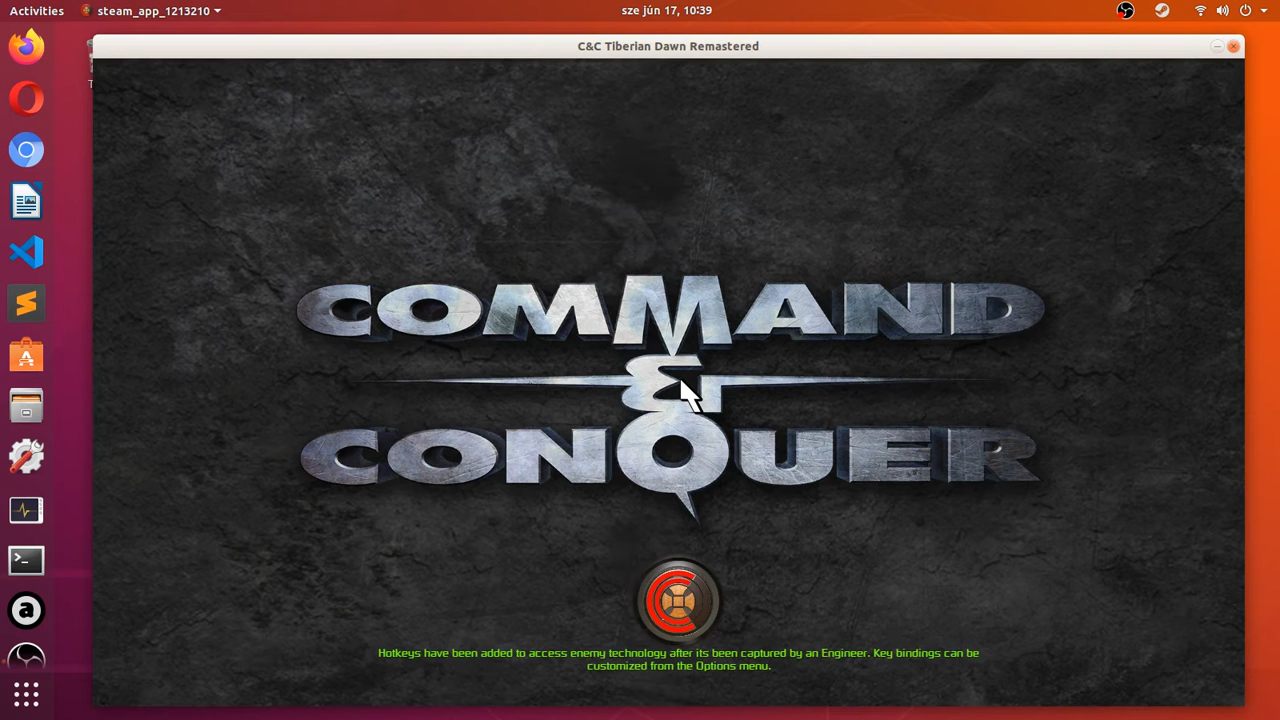 Activities
steam_app_1213210
sze jún 17, 10:39
C&C Tiberian Dawn Remastered
COMMAND
&
CONQUER
Hotkeys have been added to access enemy technology after its been captured by an Engineer. Key bindings can be
customized from the Options menu.